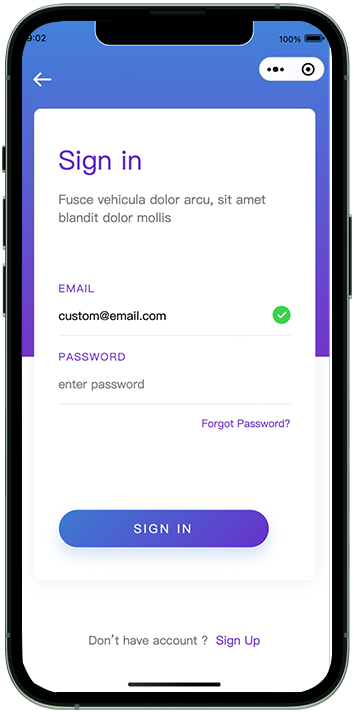 9:02
100%
Sign in
Fusce vehicula dolor arcu, sit amet
blandit dolor mollis
EMAIL
custom@email.com
PASSWORD
enter password
Forgot Password?
SIGN IN
Don't have account ? Sign Up